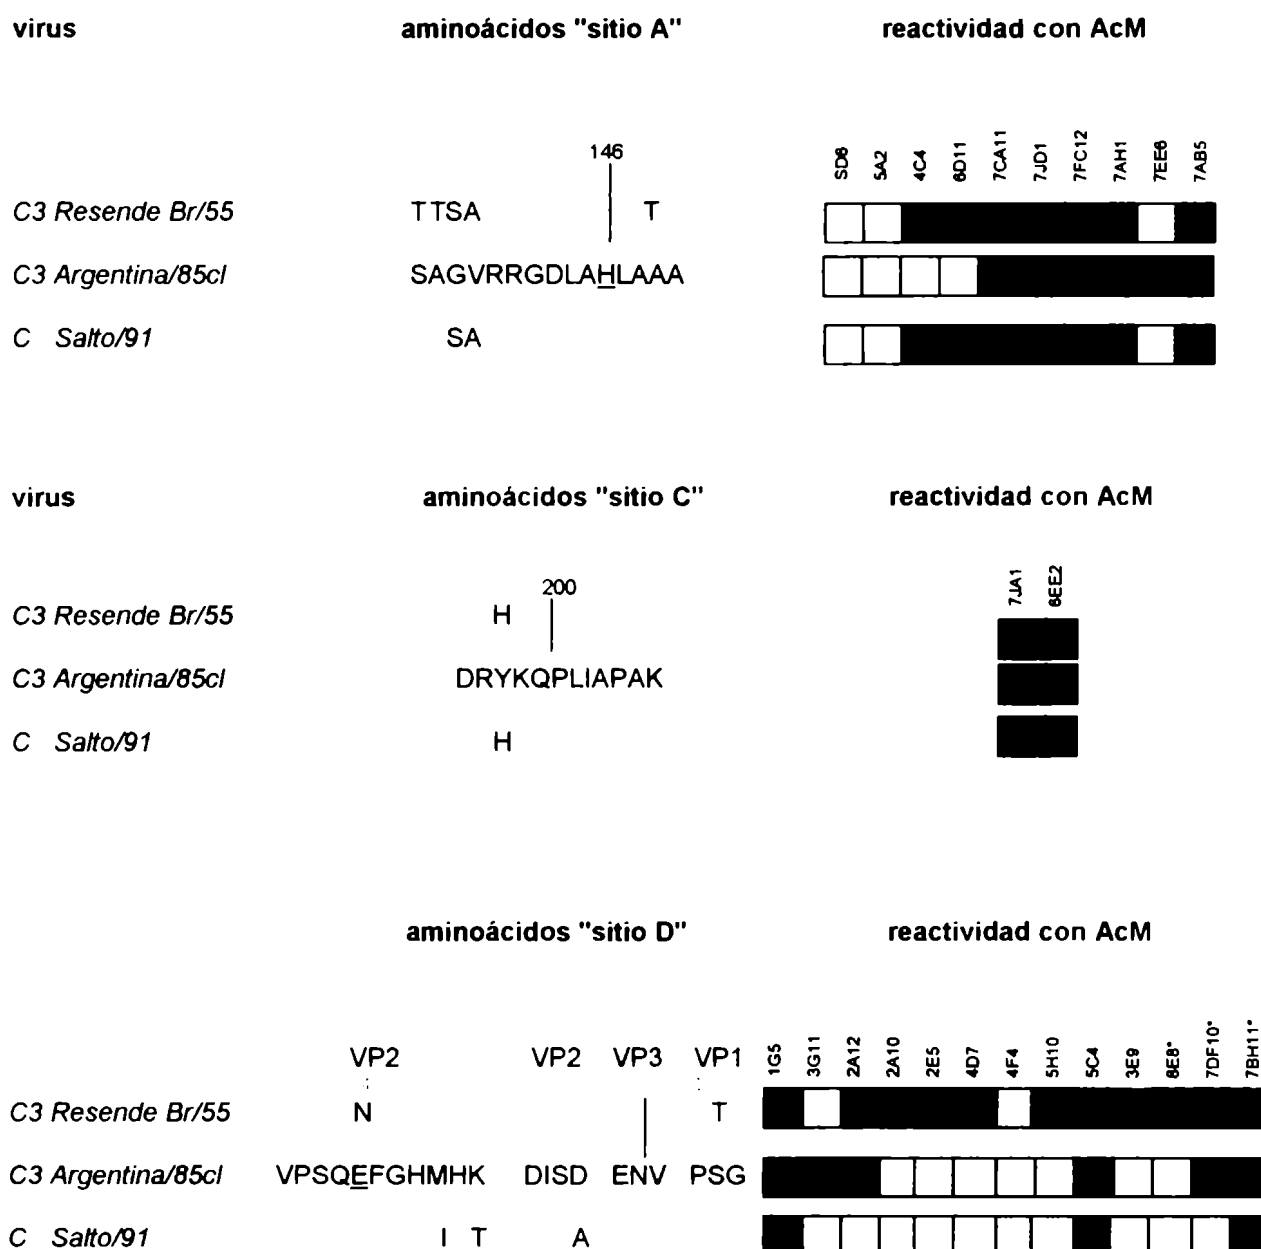 virus aminoácidos "sitio A" reactividad con AcM
146 SD6 5A2 4C4 6D11 7CA11 7JD1 7FC12 7AH1 7EE6 7AB5
C3 Resende Br/55 TTSA T
C3 Argentina/85cl SAGVRRGDLAHLAAA
C Salto/91 SA
virus aminoácidos "sitio C" reactividad con AcM
200 7JA1 6EE2
C3 Resende Br/55 H
C3 Argentina/85cl DRYKQPLIAPAK
C Salto/91 H
aminoácidos "sitio D" reactividad con AcM
VP2 VP2 VP3 VP1 1G5 3G11 2A12 2A10 2E5 4D7 4F4 5H10 5C4 3E9 8E8* 7DF10* 7BH11*
C3 Resende Br/55 N T
C3 Argentina/85cl VPSQEFGHMHK DISD ENV PSG
C Salto/91 I T A